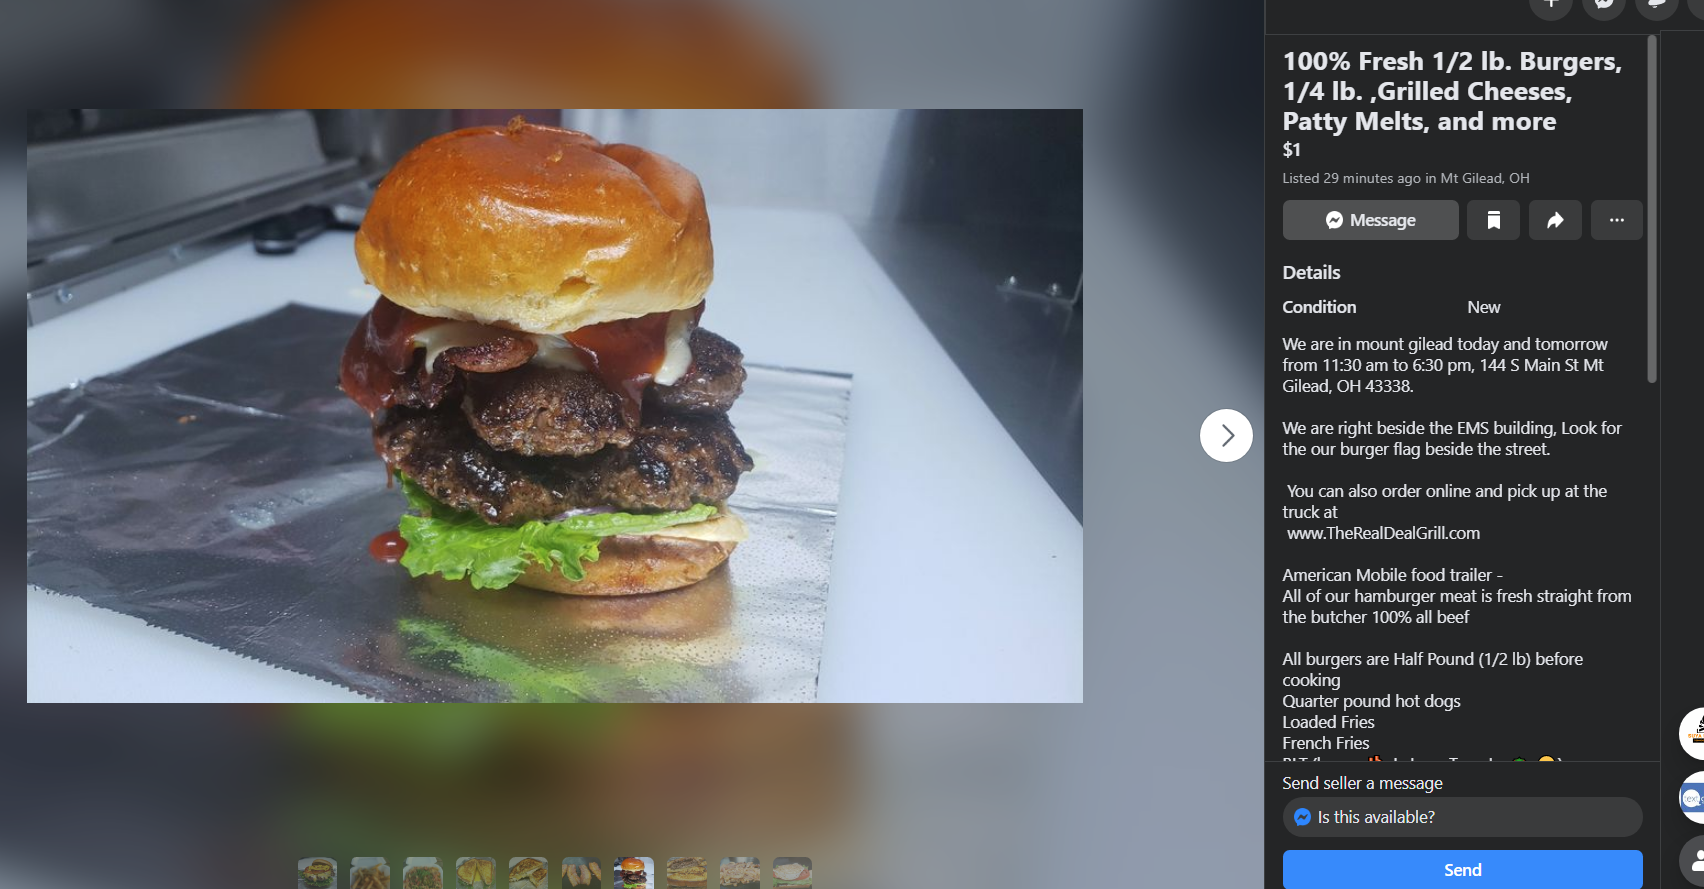 100% Fresh 1/2 lb. Burgers,
1/4 lb. ,Grilled Cheeses,
Patty Melts, and more
$1
Listed 29 minutes ago in Mt Gilead, OH
Message
Details
Condition New
We are in mount gilead today and tomorrow
from 11:30 am to 6:30 pm, 144 S Main St Mt
Gilead, OH 43338.
We are right beside the EMS building, Look for
the our burger flag beside the street.
You can also order online and pick up at the
truck at
www.TheRealDealGrill.com
American Mobile food trailer -
All of our hamburger meat is fresh straight from
the butcher 100% all beef
All burgers are Half Pound (1/2 lb) before
cooking
Quarter pound hot dogs
Loaded Fries
French Fries
Send seller a message
Is this available?
Send